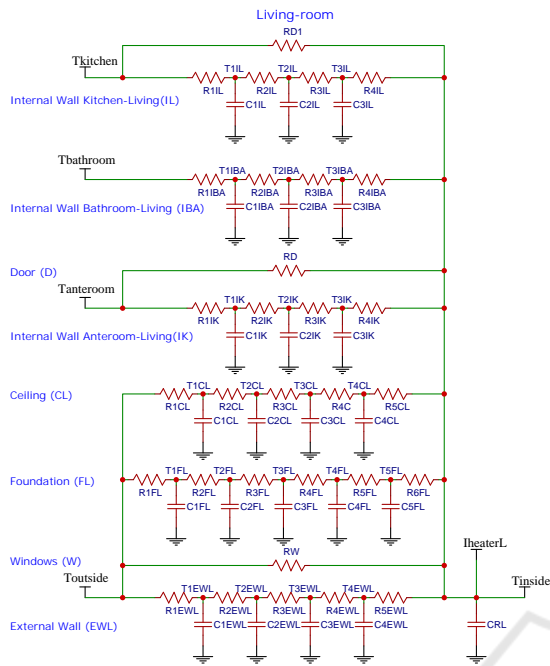 Living-room
RD1
Tkitchen
T1IL T2IL T3IL
R1IL R2IL R3IL R4IL
Internal Wall Kitchen-Living(IL)
C1IL C2IL C3IL
Tbathroom
T1IBA T2IBA T3IBA
R1IBA R2IBA R3IBA R4IBA
Internal Wall Bathroom-Living (IBA)
C1IBA C2IBA C3IBA
Door (D)
RD
Tanteroom
T1IK T2IK T3IK
R1IK R2IK R3IK R4IK
Internal Wall Anteroom-Living(IK)
C1IK C2IK C3IK
T1CL T2CL T3CL T4CL
Ceiling (CL)
R1CL R2CL R3CL R4C R5CL
C1CL C2CL C3CL C4CL
T1FL T2FL T3FL T4FL T5FL
Foundation (FL)
R1FL R2FL R3FL R4FL R5FL R6FL
C1FL C2FL C3FL C4FL C5FL
Windows (W)
RW
IheaterL
Toutside
Tinside
T1EWL T2EWL T3EWL T4EWL
R1EWL R2EWL R3EWL R4EWL R5EWL
External Wall (EWL)
C1EWL C2EWL C3EWL C4EWL
CRL